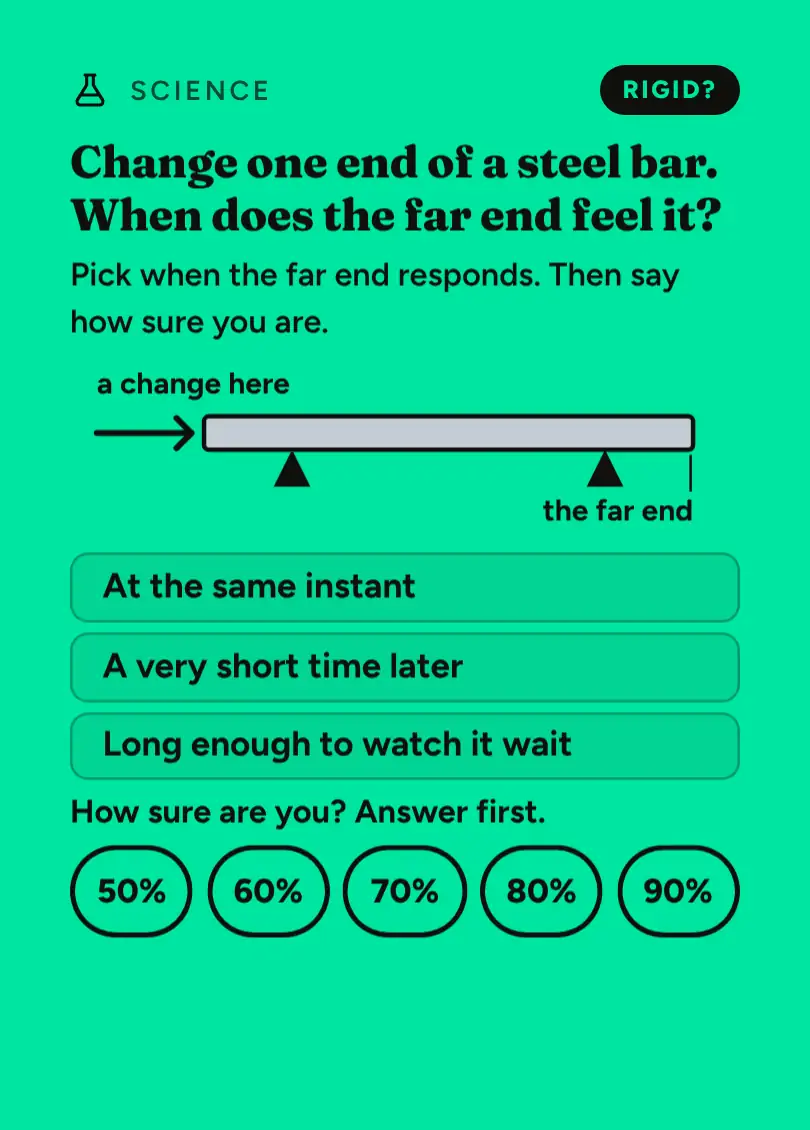 SCIENCE
RIGID?
Change one end of a steel bar.
When does the far end feel it?
Pick when the far end responds. Then say
how sure you are.
a change here
the far end
At the same instant
A very short time later
Long enough to watch it wait
How sure are you? Answer first.
50% 60% 70% 80% 90%